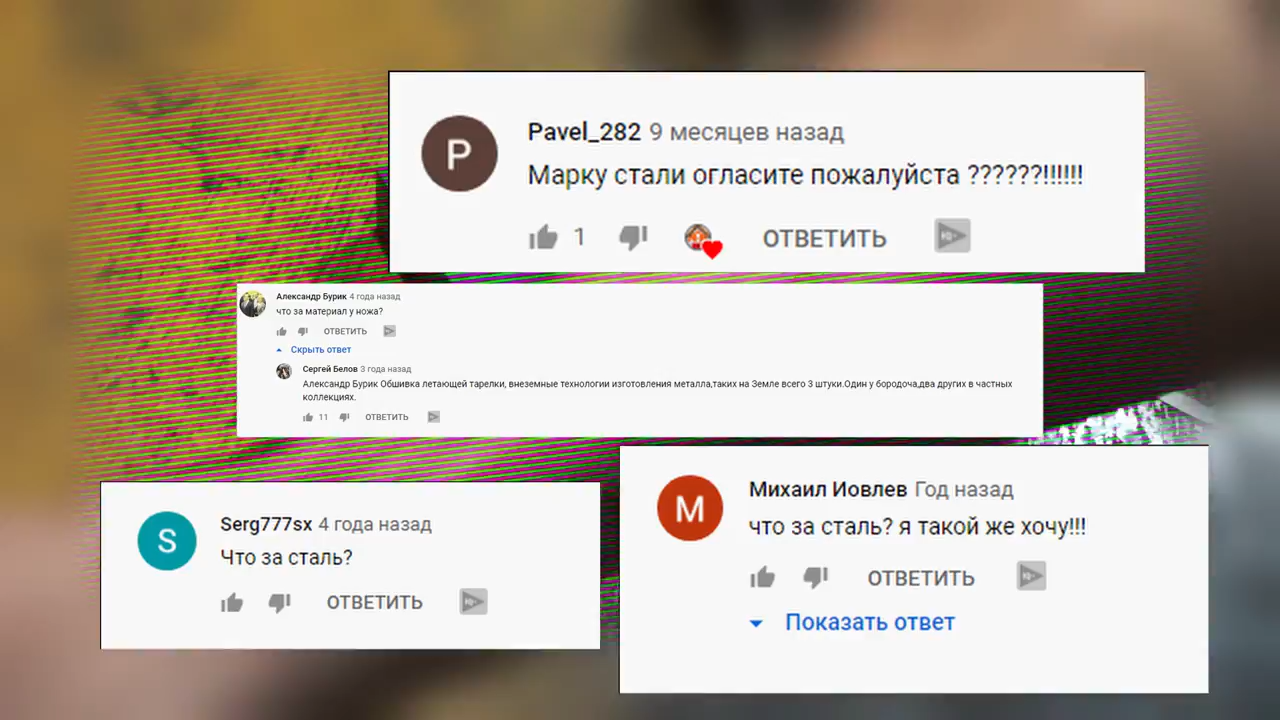 P
Pavel_282 9 месяцев назад
Марку стали огласите пожалуйста ??????!!!!!!
1
ОТВЕТИТЬ
Александр Бурик 4 года назад
что за материал у ножа?
ОТВЕТИТЬ
Скрыть ответ
Сергей Белов 3 года назад
Александр Бурик Обшивка летающей тарелки, внеземные технологии изготовления металла,таких на Земле всего 3 штуки.Один у бородоча,два других в частных
коллекциях.
11 ОТВЕТИТЬ
S
Serg777sx 4 года назад
Что за сталь?
ОТВЕТИТЬ
М
Михаил Иовлев Год назад
что за сталь? я такой же хочу!!!
ОТВЕТИТЬ
Показать ответ